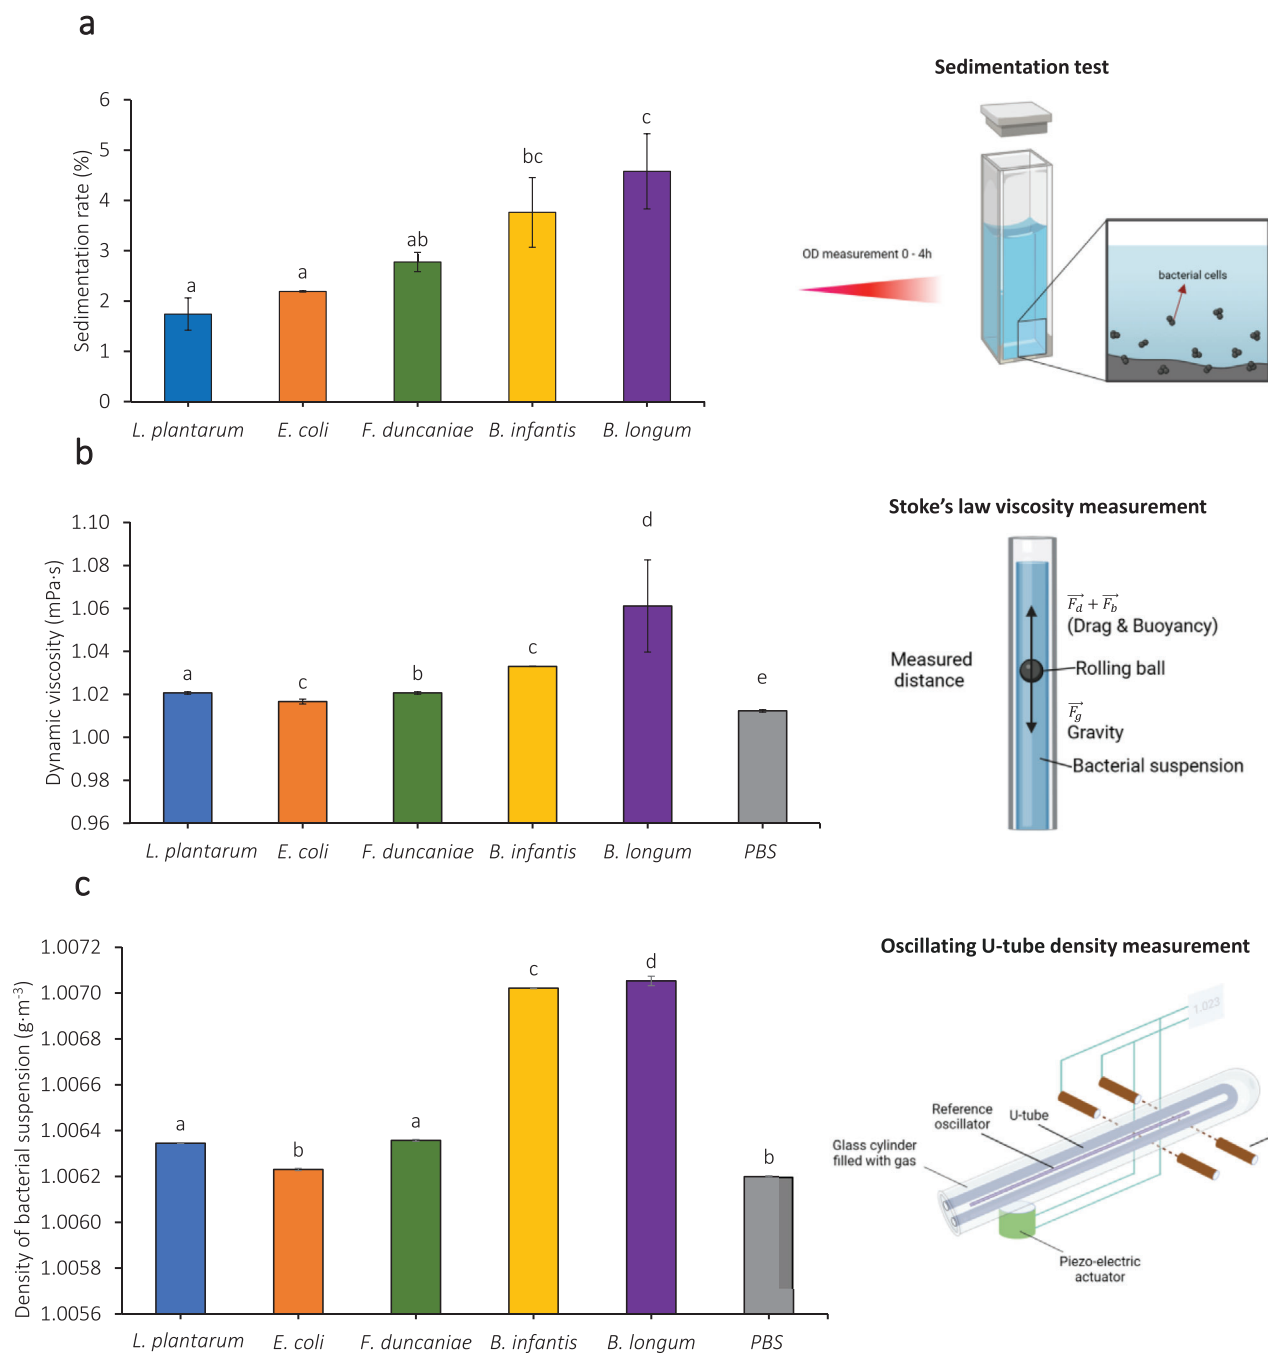 a
Sedimentation test
6
5
4
3
2
1
0
Sedimentation rate (%)
a
a
ab
bc
c
L. plantarum
E. coli
F. duncaniae
B. infantis
B. longum
OD measurement 0 - 4h
bacterial cells
b
Stoke's law viscosity measurement
1.10
1.08
1.06
1.04
1.02
1.00
0.98
0.96
Dynamic viscosity (mPa·s)
a
c
b
c
d
e
L. plantarum
E. coli
F. duncaniae
B. infantis
B. longum
PBS
Measured
distance
F_d + F_b
(Drag & Buoyancy)
Rolling ball
F_g
Gravity
Bacterial suspension
c
Oscillating U-tube density measurement
1.0072
1.0070
1.0068
1.0066
1.0064
1.0062
1.0060
1.0058
1.0056
Density of bacterial suspension (g·m⁻³)
a
b
a
c
d
b
L. plantarum
E. coli
F. duncaniae
B. infantis
B. longum
PBS
1.023
Reference
oscillator
U-tube
Glass cylinder
filled with gas
Piezo-electric
actuator